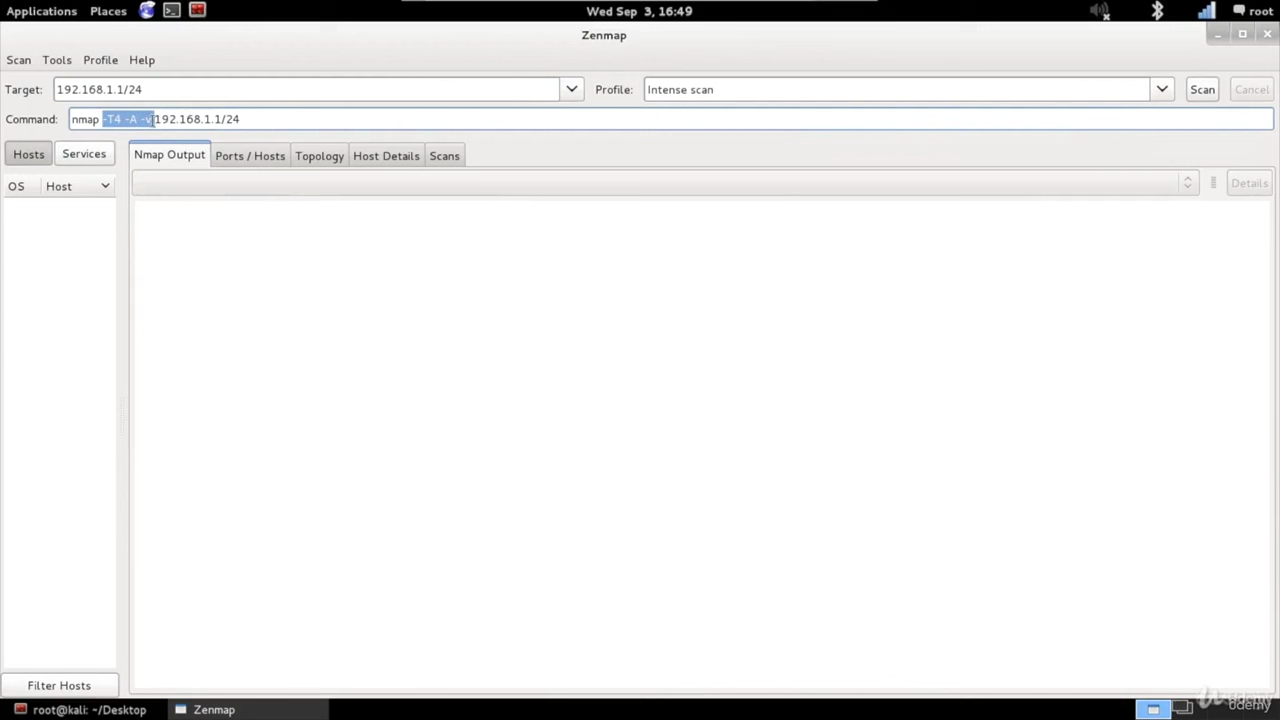 Applications Places Wed Sep 3, 16:49 root
Zenmap
Scan Tools Profile Help
Target: 192.168.1.1/24 Profile: Intense scan Scan Cancel
Command: nmap -T4 -A -v 192.168.1.1/24
Hosts Services Nmap Output Ports / Hosts Topology Host Details Scans
OS Host Details
Filter Hosts
root@kali: ~/Desktop Zenmap
udemy